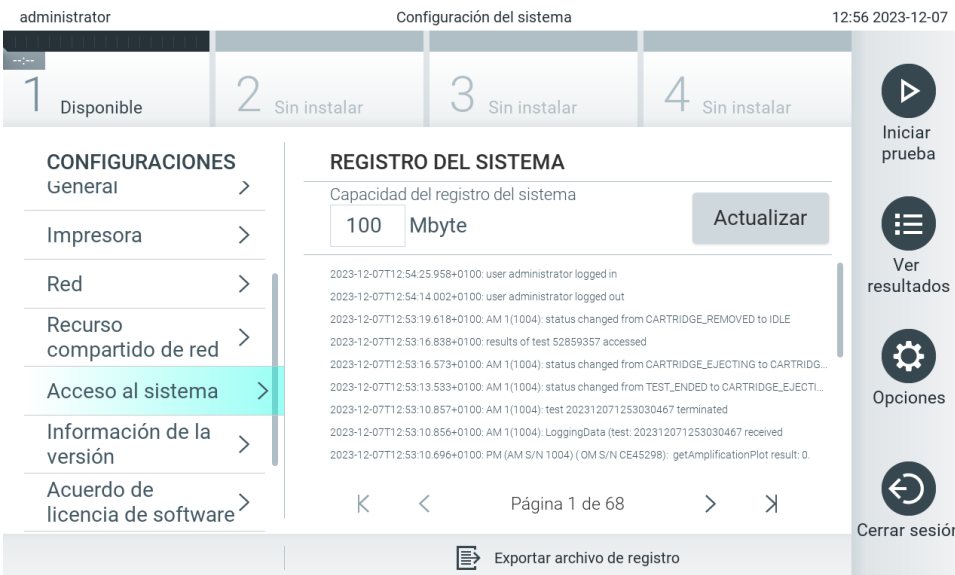 administrator
Configuración del sistema
12:56 2023-12-07
--:--
1 Disponible
2 Sin instalar
3 Sin instalar
4 Sin instalar
Iniciar
prueba
Ver
resultados
Opciones
Cerrar sesión
CONFIGURACIONES
General
Impresora
Red
Recurso
compartido de red
Acceso al sistema
Información de la
versión
Acuerdo de
licencia de software
REGISTRO DEL SISTEMA
Capacidad del registro del sistema
100 Mbyte
Actualizar
2023-12-07T12:54:25.958+0100: user administrator logged in
2023-12-07T12:54:14.002+0100: user administrator logged out
2023-12-07T12:53:19.618+0100: AM 1(1004): status changed from CARTRIDGE_REMOVED to IDLE
2023-12-07T12:53:16.838+0100: results of test 52859357 accessed
2023-12-07T12:53:16.573+0100: AM 1(1004): status changed from CARTRIDGE_EJECTING to CARTRIDG...
2023-12-07T12:53:13.533+0100: AM 1(1004): status changed from TEST_ENDED to CARTRIDGE_EJECTI...
2023-12-07T12:53:10.857+0100: AM 1(1004): test 202312071253030467 terminated
2023-12-07T12:53:10.856+0100: AM 1(1004): LoggingData (test: 202312071253030467 received
2023-12-07T12:53:10.696+0100: PM (AM S/N 1004) ( OM S/N CE45298): getAmplificationPlot result: 0.
Página 1 de 68
Exportar archivo de registro